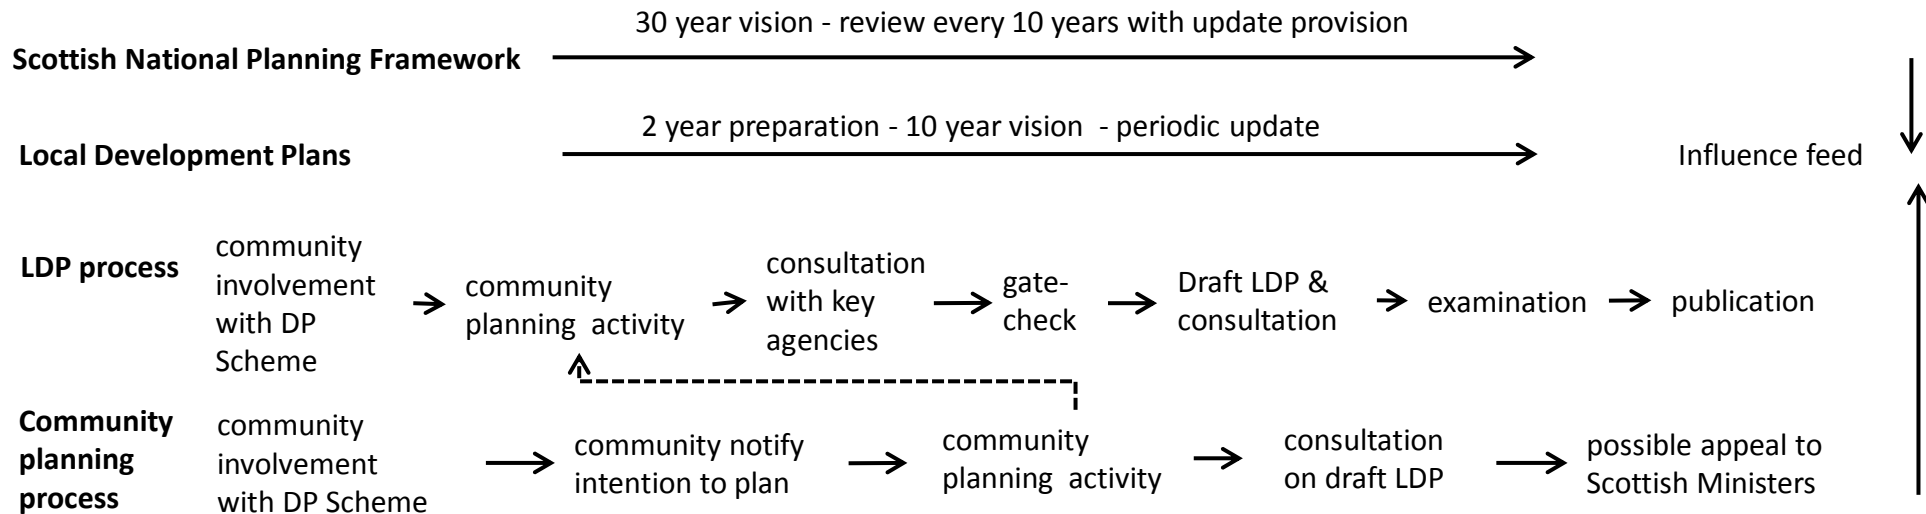 30 year vision - review every 10 years with update provision
Scottish National Planning Framework
2 year preparation - 10 year vision - periodic update
Local Development Plans
Influence feed
LDP process
community
involvement
with DP
Scheme
community
planning activity
consultation
with key
agencies
gate-
check
Draft LDP &
consultation
examination
publication
Community
planning
process
community
involvement
with DP Scheme
community notify
intention to plan
community
planning activity
consultation
on draft LDP
possible appeal to
Scottish Ministers